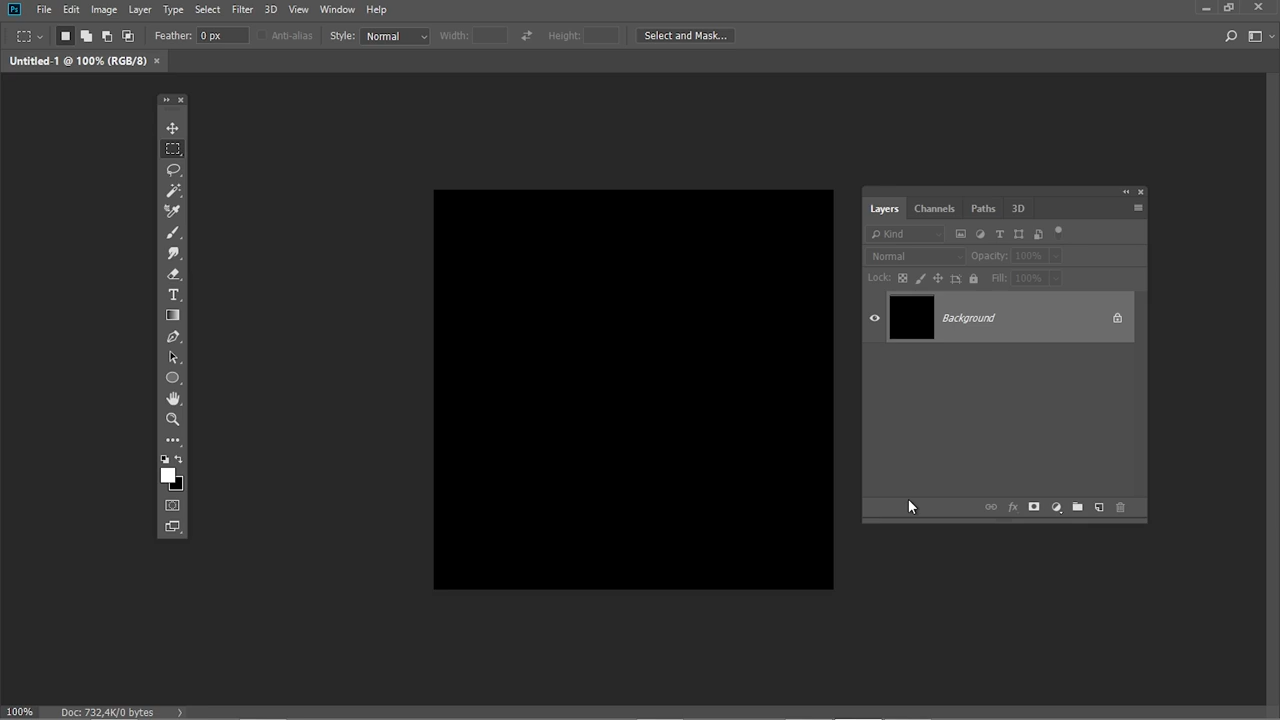 Ps File Edit Image Layer Type Select Filter 3D View Window Help
Feather: 0 px Anti-alias Style: Normal Width: Height: Select and Mask...
Untitled-1 @ 100% (RGB/8)
Layers Channels Paths 3D
Kind T
Normal Opacity: 100%
Lock: Fill: 100%
Background
T
fx
100% Doc: 732,4K/0 bytes